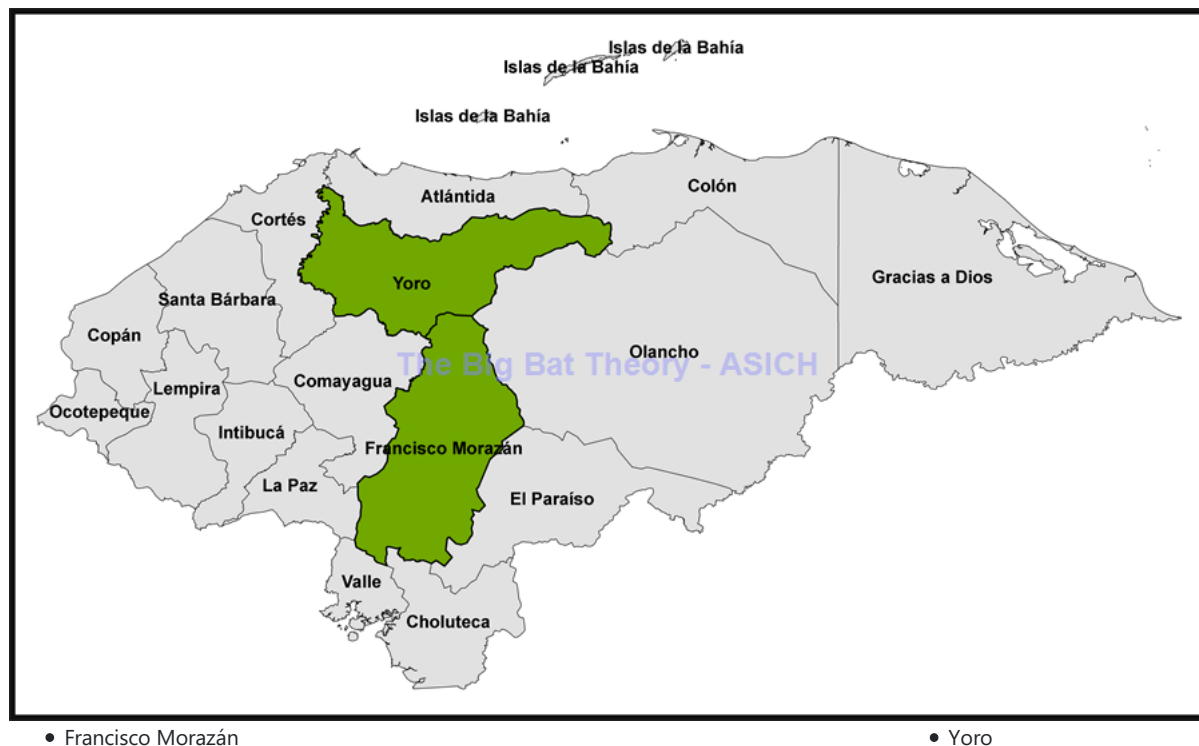 Islas de la Bahía
Islas de la Bahía
Islas de la Bahía
Atlántida
Colón
Cortés
Yoro
Gracias a Dios
Santa Bárbara
Copán
Olancho
The Big Bat Theory - ASICH
Comayagua
Lempira
Ocotepeque
Intibucá
Francisco Morazán
La Paz
El Paraíso
Valle
Choluteca
• Francisco Morazán
• Yoro